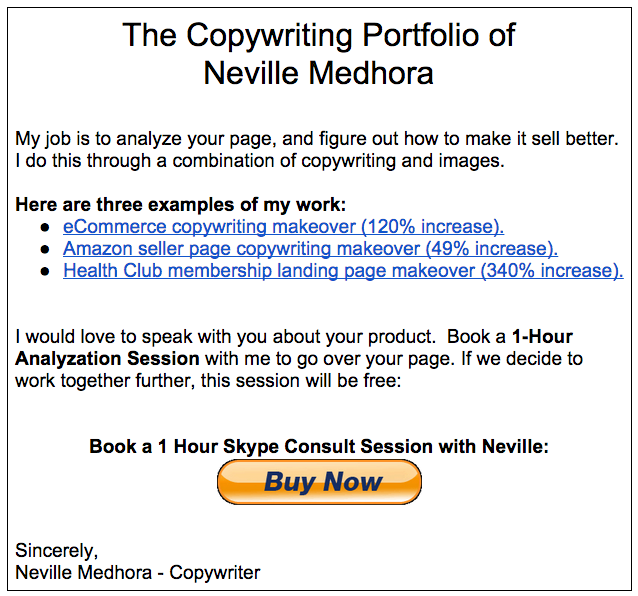 The Copywriting Portfolio of
Neville Medhora
My job is to analyze your page, and figure out how to make it sell better.
I do this through a combination of copywriting and images.
Here are three examples of my work:
● eCommerce copywriting makeover (120% increase).
● Amazon seller page copywriting makeover (49% increase).
● Health Club membership landing page makeover (340% increase).
I would love to speak with you about your product.  Book a 1-Hour
Analyzation Session with me to go over your page. If we decide to
work together further, this session will be free:
Book a 1 Hour Skype Consult Session with Neville:
Buy Now
Sincerely,
Neville Medhora - Copywriter